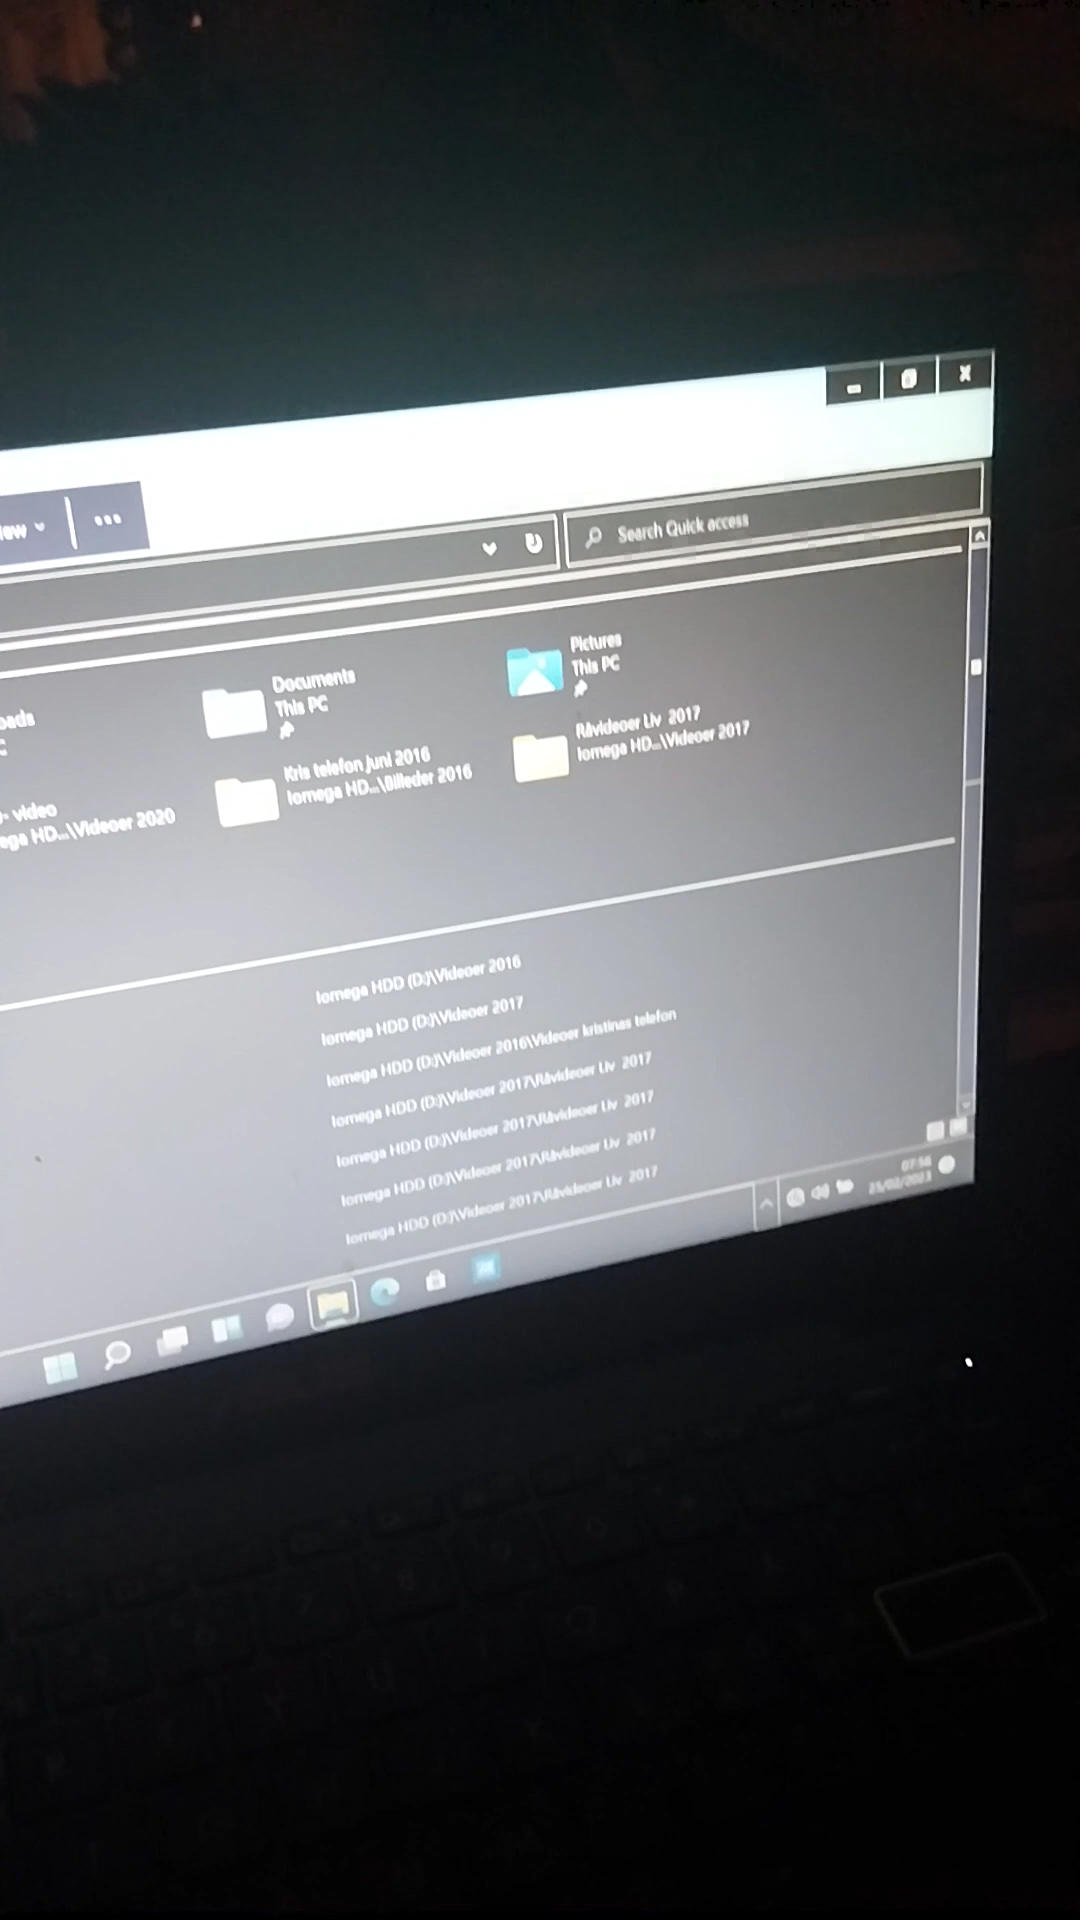 Search Quick access
Pictures
This PC
Documents
This PC
Råvideoer Liv 2017
Iomega HD...\Videoer 2017
Kris telefon juni 2016
Iomega HD...\Billeder 2016
video
HD...\Videoer 2020
Iomega HDD (D:)\Videoer 2016
Iomega HDD (D:)\Videoer 2017
Iomega HDD (D:)\Videoer 2016\Videoer kristinas telefon
Iomega HDD (D:)\Videoer 2017\Råvideoer Liv 2017
Iomega HDD (D:)\Videoer 2017\Råvideoer Liv 2017
Iomega HDD (D:)\Videoer 2017\Råvideoer Liv 2017
Iomega HDD (D:)\Videoer 2017\Råvideoer Liv 2017
07:56